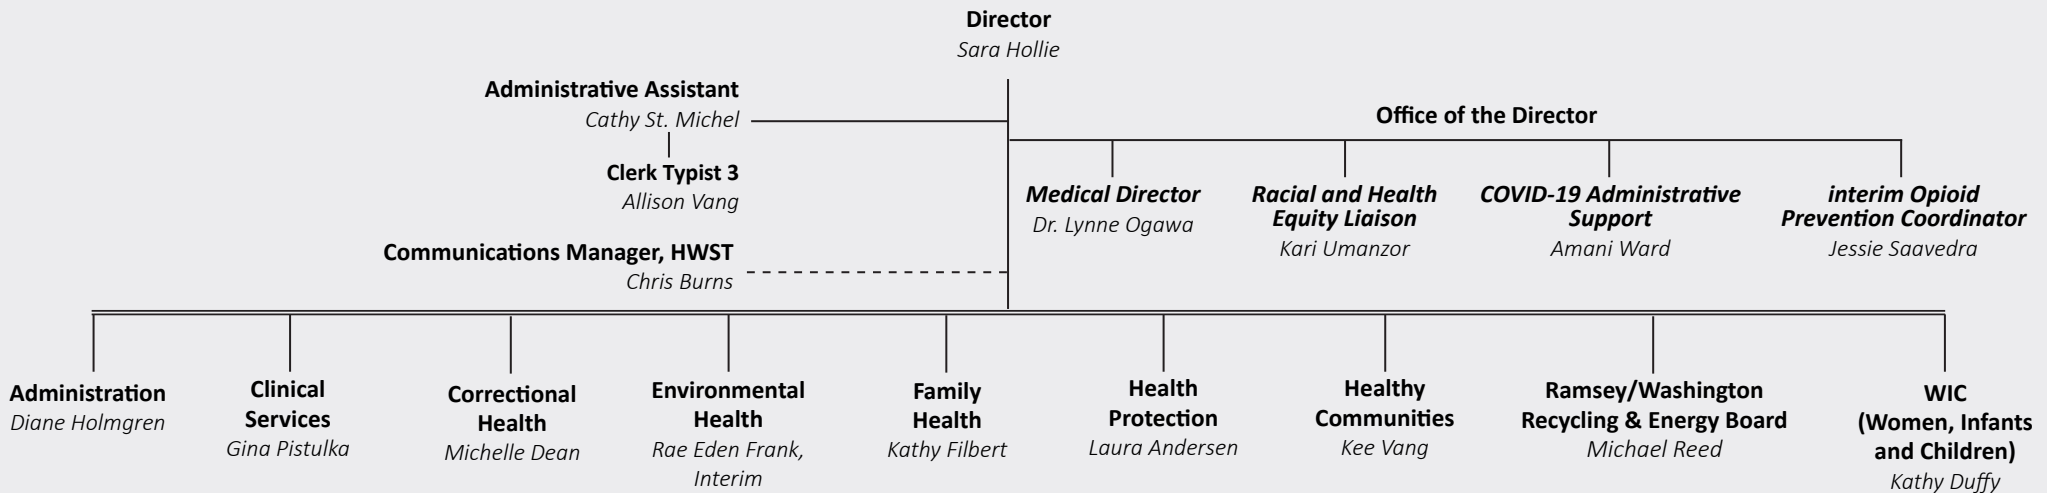 Director
Sara Hollie
Administrative Assistant
Cathy St. Michel
Clerk Typist 3
Allison Vang
Communications Manager, HWST
Chris Burns
Office of the Director
Medical Director
Dr. Lynne Ogawa
Racial and Health
Equity Liaison
Kari Umanzor
COVID-19 Administrative
Support
Amani Ward
interim Opioid
Prevention Coordinator
Jessie Saavedra
Administration
Diane Holmgren
Clinical
Services
Gina Pistulka
Correctional
Health
Michelle Dean
Environmental
Health
Rae Eden Frank,
Interim
Family
Health
Kathy Filbert
Health
Protection
Laura Andersen
Healthy
Communities
Kee Vang
Ramsey/Washington
Recycling & Energy Board
Michael Reed
WIC
(Women, Infants
and Children)
Kathy Duffy